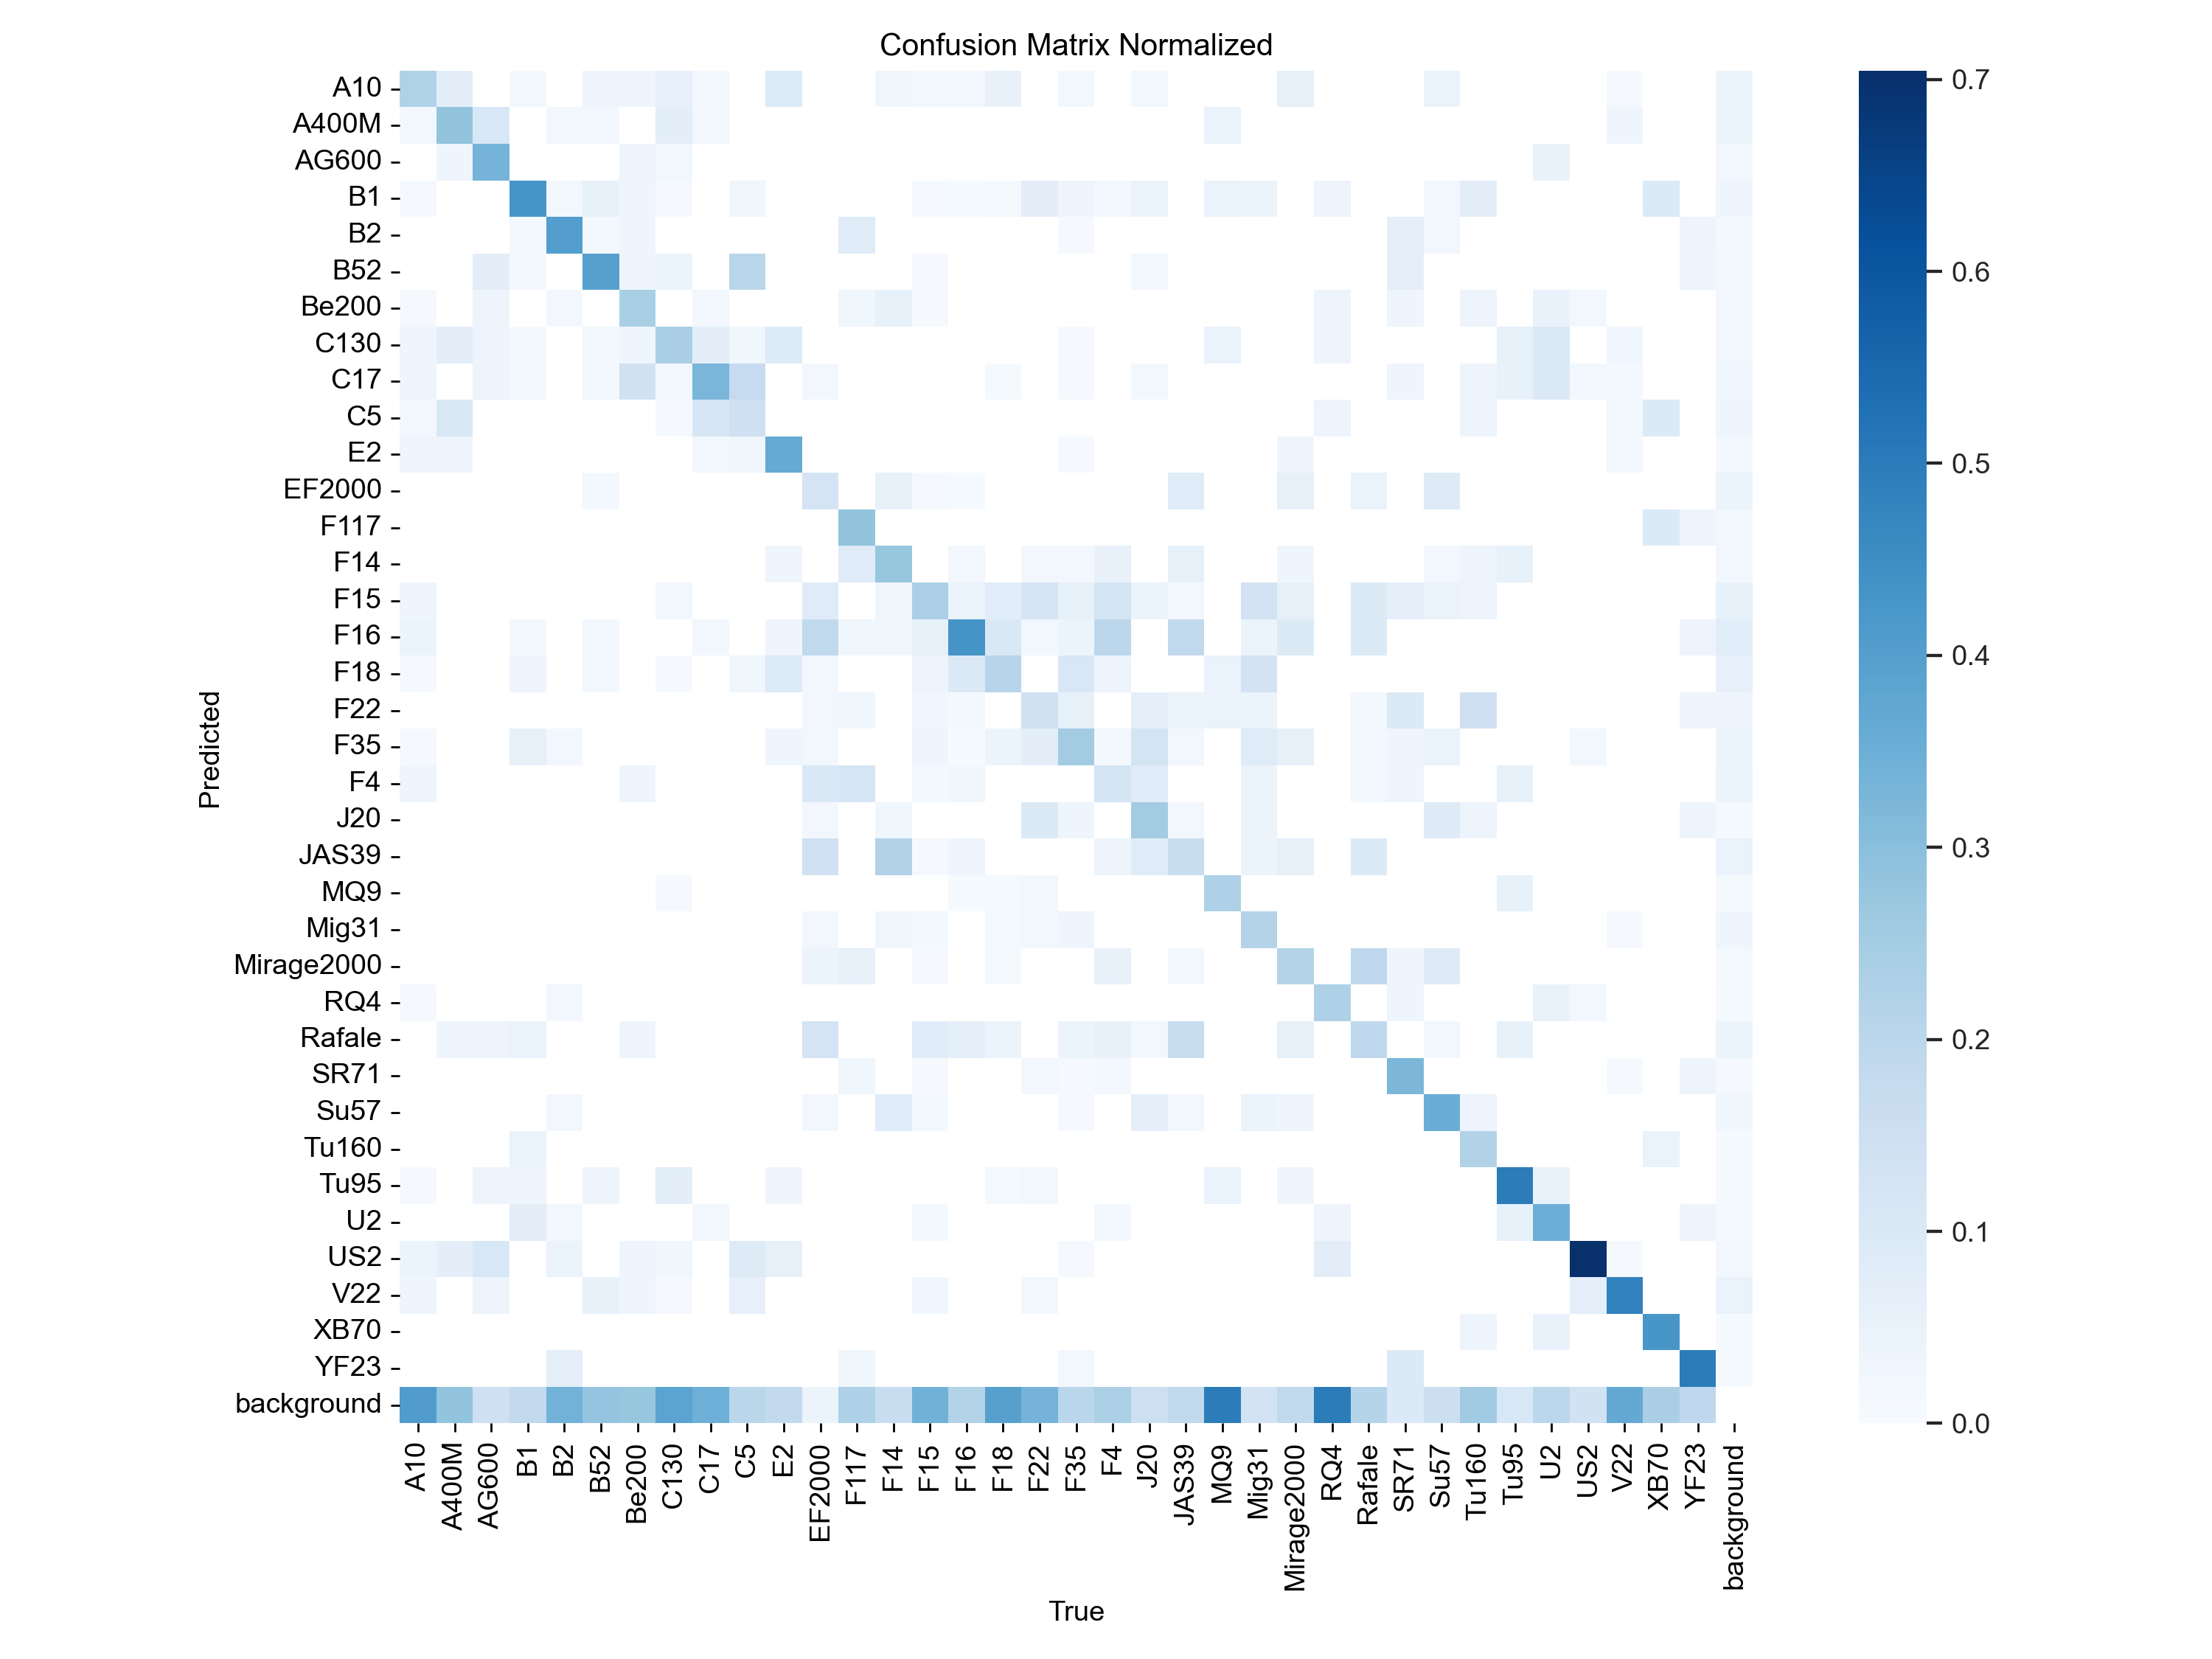 Confusion Matrix Normalized
Predicted
A10
A400M
AG600
B1
B2
B52
Be200
C130
C17
C5
E2
EF2000
F117
F14
F15
F16
F18
F22
F35
F4
J20
JAS39
MQ9
Mig31
Mirage2000
RQ4
Rafale
SR71
Su57
Tu160
Tu95
U2
US2
V22
XB70
YF23
background
A10
A400M
AG600
B1
B2
B52
Be200
C130
C17
C5
E2
EF2000
F117
F14
F15
F16
F18
F22
F35
F4
J20
JAS39
MQ9
Mig31
Mirage2000
RQ4
Rafale
SR71
Su57
Tu160
Tu95
U2
US2
V22
XB70
YF23
background
True
0.7
0.6
0.5
0.4
0.3
0.2
0.1
0.0